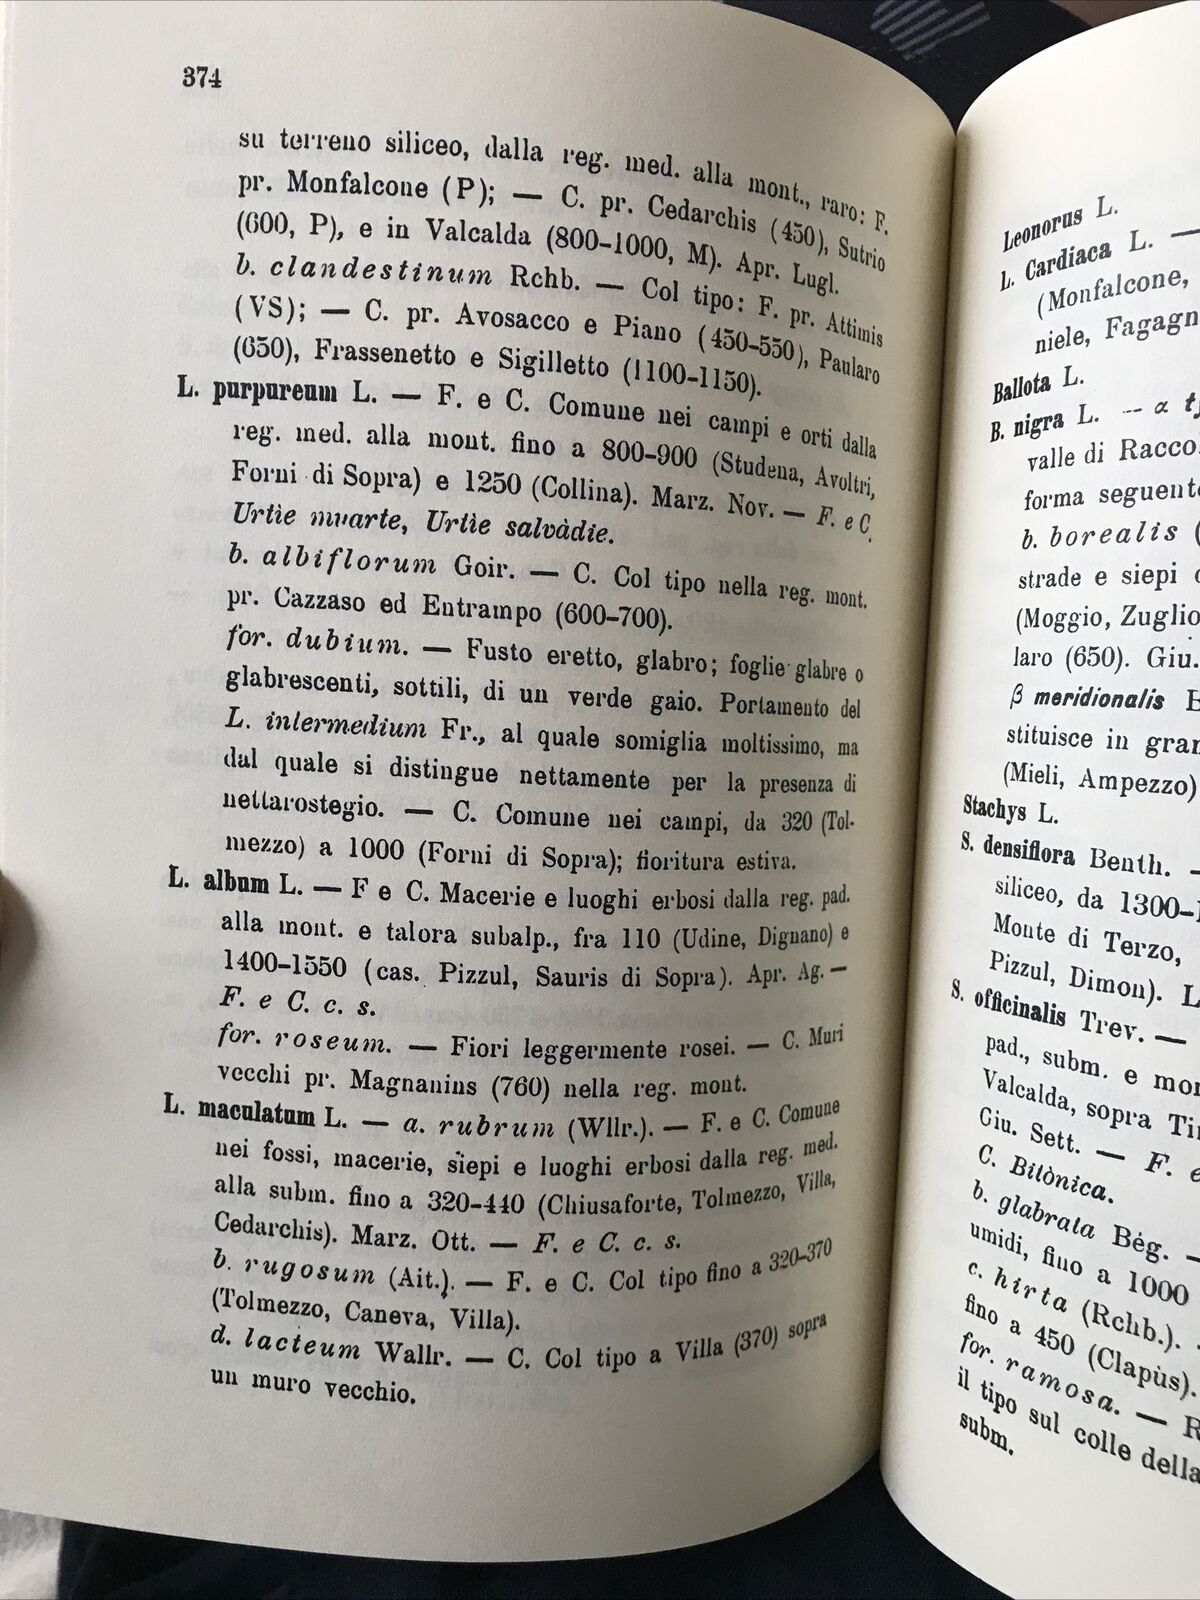 374
su terreno siliceo, dalla reg. med. alla mont., raro: F.
pr. Monfalcone (P); — C. pr. Cedarchis (450), Sutrio
(600, P), e in Valcalda (800-1000, M). Apr. Lugl.
b. clandestinum Rchb. — Col tipo: F. pr. Attimis
(VS); — C. pr. Avosacco e Piano (450-550), Paularo
(650), Frassenetto e Sigilletto (1100-1150).
L. purpureum L. — F. e C. Comune nei campi e orti dalla
reg. med. alla mont. fino a 800-900 (Studena, Avoltri,
Forni di Sopra) e 1250 (Collina). Marz. Nov. — F. e C.
Urtìe muarte, Urtìe salvàdie.
b. albiflorum Goir. — C. Col tipo nella reg. mont.
pr. Cazzaso ed Entrampo (600-700).
for. dubium. — Fusto eretto, glabro; foglie glabre o
glabrescenti, sottili, di un verde gaio. Portamento del
L. intermedium Fr., al quale somiglia moltissimo, ma
dal quale si distingue nettamente per la presenza di
nettarostegio. — C. Comune nei campi, da 320 (Tol-
mezzo) a 1000 (Forni di Sopra); fioritura estiva.
L. album L. — F e C. Macerie e luoghi erbosi dalla reg. pad.
alla mont. e talora subalp., fra 110 (Udine, Dignano) e
1400-1550 (cas. Pizzul, Sauris di Sopra). Apr. Ag. —
F. e C. c. s.
for. roseum. — Fiori leggermente rosei. — C. Muri
vecchi pr. Magnanins (760) nella reg. mont.
L. maculatum L. — a. rubrum (Wllr.). — F. e C. Comune
nei fossi, macerie, siepi e luoghi erbosi dalla reg. med.
alla subm. fino a 320-440 (Chiusaforte, Tolmezzo, Villa,
Cedarchis). Marz. Ott. — F. e C. c. s.
b. rugosum (Ait.). — F. e C. Col tipo fino a 320-370
(Tolmezzo, Caneva, Villa).
d. lacteum Wallr. — C. Col tipo a Villa (370) sopra
un muro vecchio.
Leonorus L.
L. Cardiaca L. —
(Monfalcone,
niele, Fagagn
Ballota L.
B. nigra L. — α
valle di Racco
forma seguent
b. borealis (
strade e siepi
(Moggio, Zuglio
laro (650). Giu.
β meridionalis
stituisce in gran
(Mieli, Ampezzo)
Stachys L.
S. densiflora Benth. —
siliceo, da 1300-
Monte di Terzo,
Pizzul, Dimon). L
S. officinalis Trev. —
pad., subm. e mon
Valcalda, sopra Ti
Giu. Sett. — F. e
C. Bitònica.
b. glabrata Bég. —
umidi, fino a 1000
c. hirta (Rchb.).
fino a 450 (Clapùs).
for. ramosa. — R
il tipo sul colle della
subm.